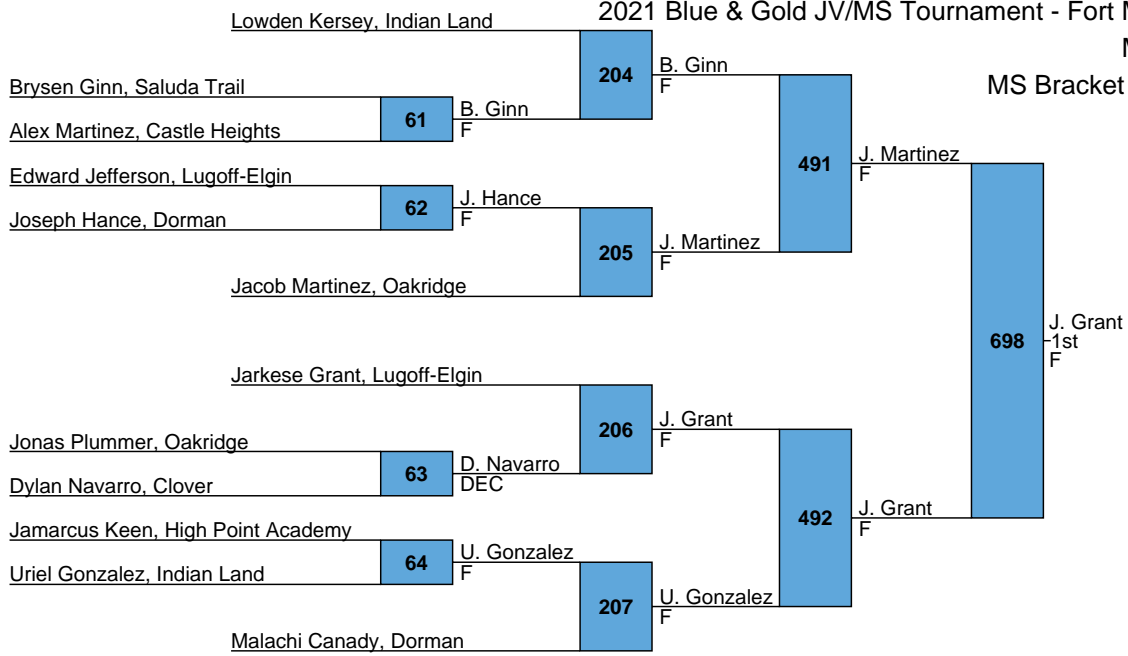 2021 Blue & Gold JV/MS Tournament - Fort
MS Bracket
Lowden Kersey, Indian Land
204
B. Ginn
F
Brysen Ginn, Saluda Trail
61
B. Ginn
F
Alex Martinez, Castle Heights
491
J. Martinez
F
Edward Jefferson, Lugoff-Elgin
62
J. Hance
F
Joseph Hance, Dorman
205
J. Martinez
F
Jacob Martinez, Oakridge
698
J. Grant
1st
F
Jarkese Grant, Lugoff-Elgin
206
J. Grant
F
Jonas Plummer, Oakridge
63
D. Navarro
DEC
Dylan Navarro, Clover
492
J. Grant
F
Jamarcus Keen, High Point Academy
64
U. Gonzalez
F
Uriel Gonzalez, Indian Land
207
U. Gonzalez
F
Malachi Canady, Dorman